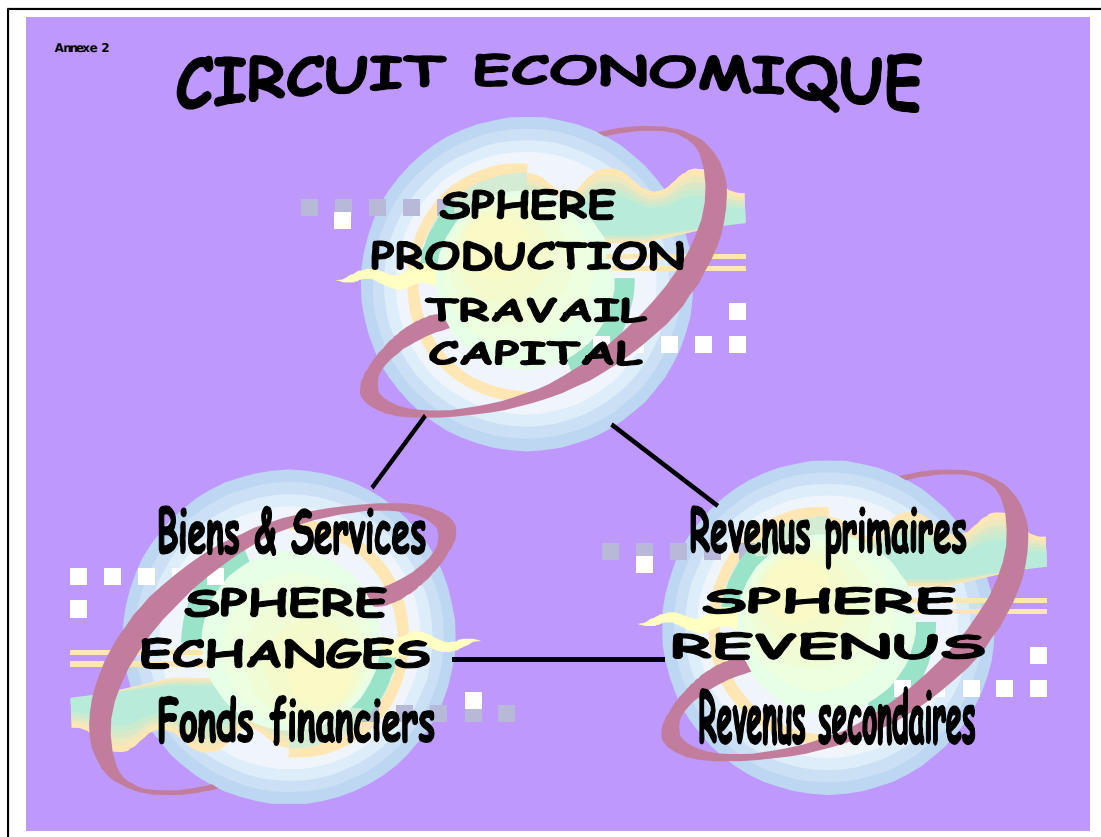 Annexe 2
CIRCUIT ECONOMIQUE
SPHERE
PRODUCTION
TRAVAIL
CAPITAL
Biens & Services
SPHERE
ECHANGES
Fonds financiers
Revenus primaires
SPHERE
REVENUS
Revenus secondaires